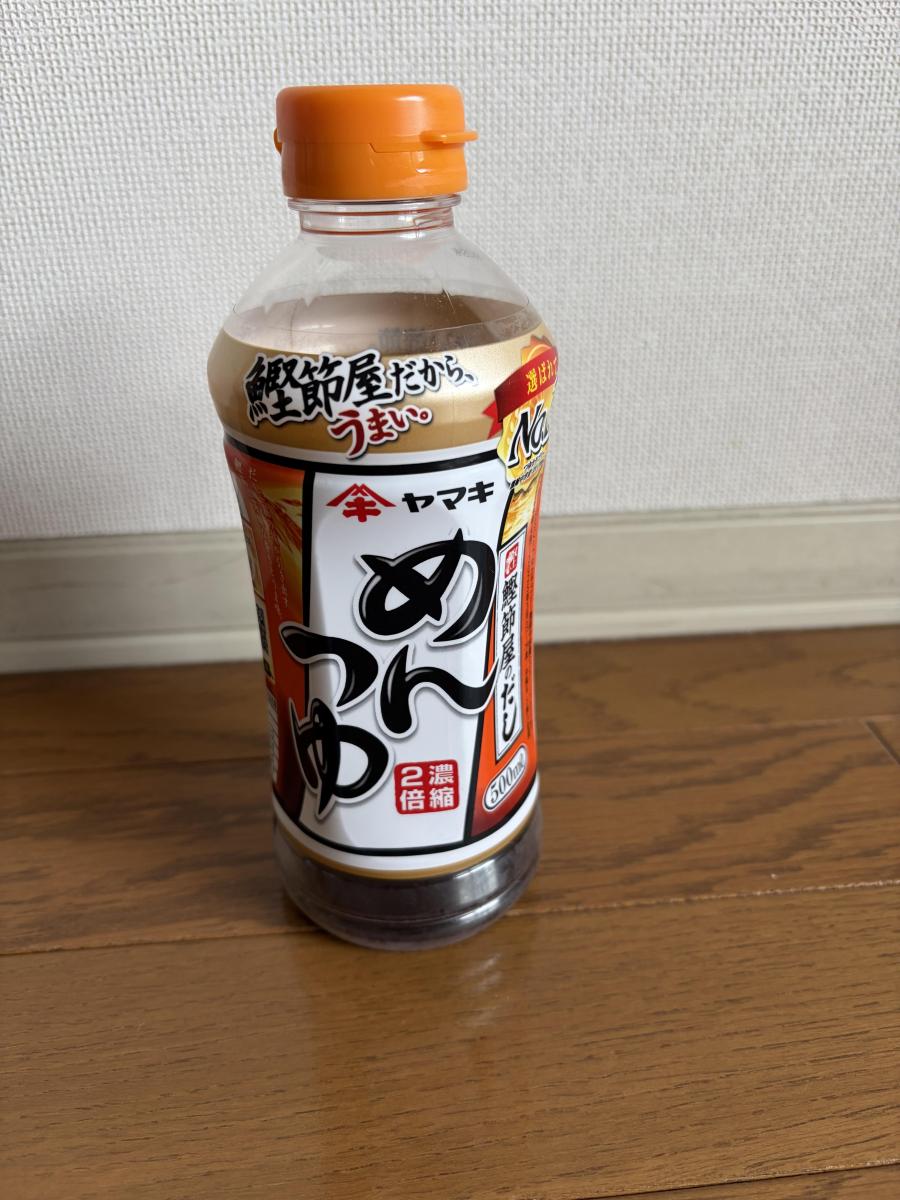 鰹節屋だから、
うまい。
選ばれて
No.
ヤマキ
めんつゆ
濃縮2倍
鰹節屋のだし
500ml